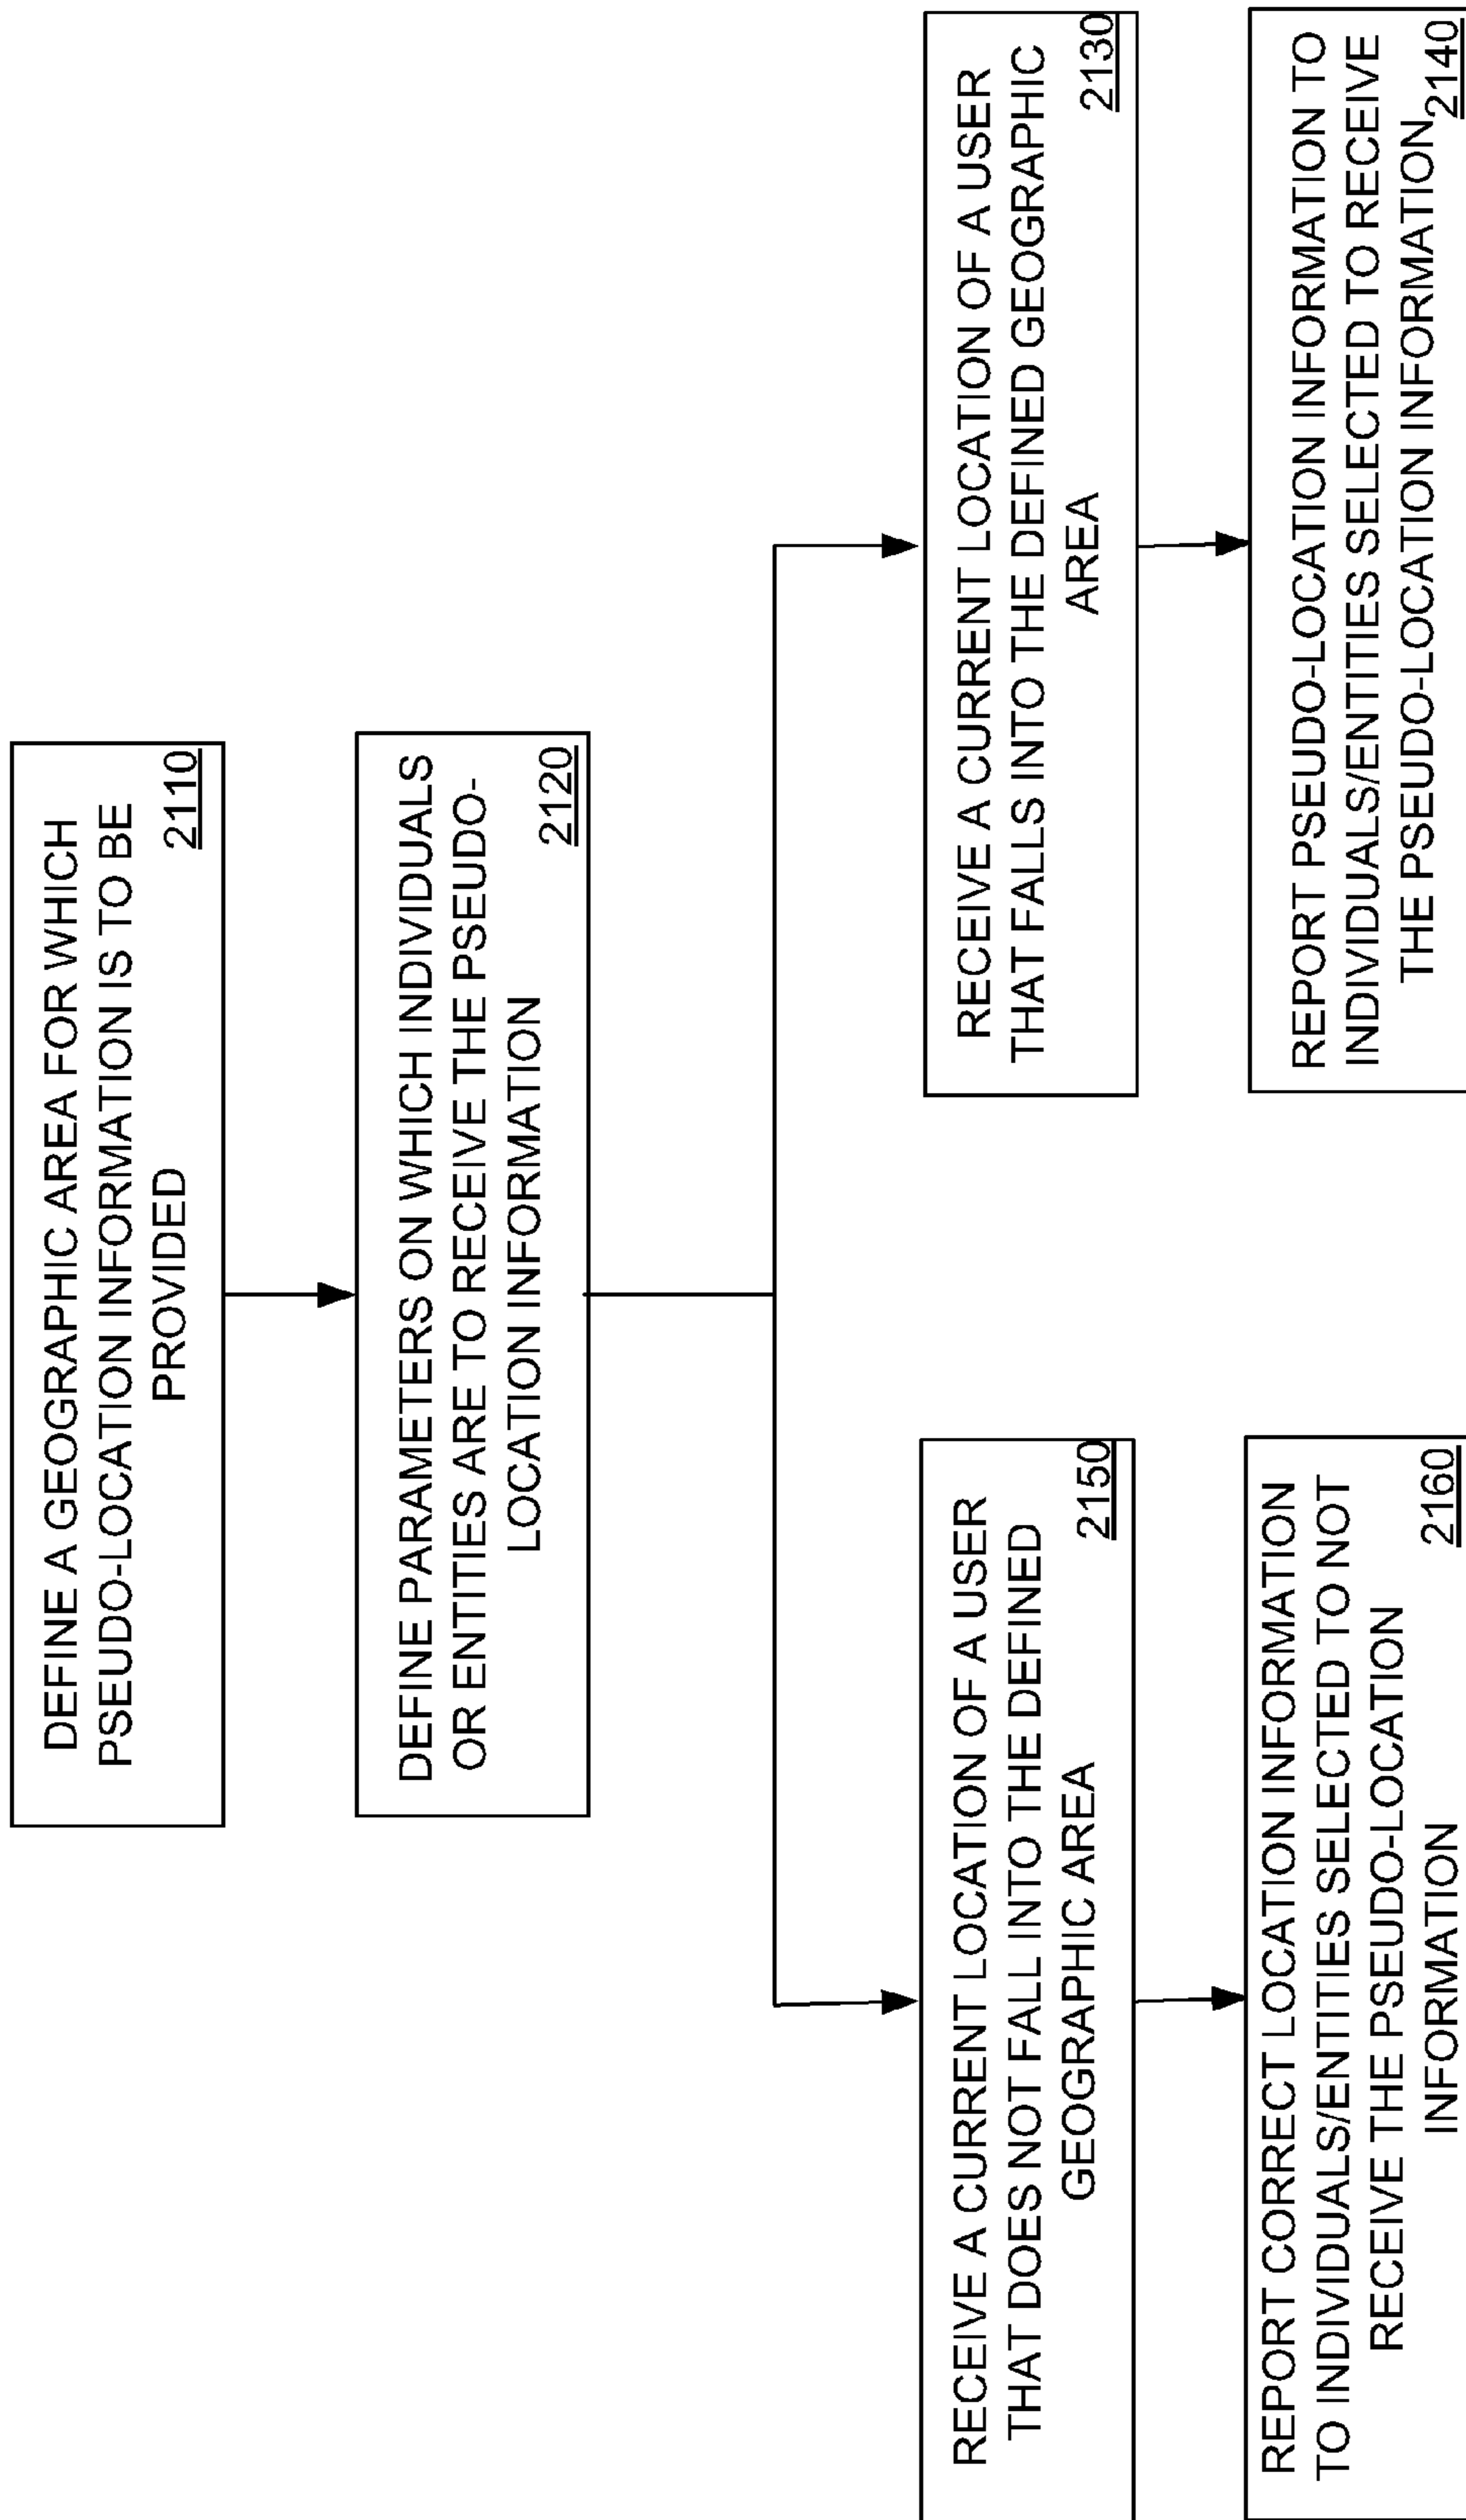 DEFINE A GEOGRAPHIC AREA FOR WHICH
PSEUDO-LOCATION INFORMATION IS TO BE
PROVIDED
2110
DEFINE PARAMETERS ON WHICH INDIVIDUALS
OR ENTITIES ARE TO RECEIVE THE PSEUDO-
LOCATION INFORMATION
2120
RECEIVE A CURRENT LOCATION OF A USER
THAT FALLS INTO THE DEFINED GEOGRAPHIC
AREA
2130
REPORT PSEUDO-LOCATION INFORMATION TO
INDIVIDUALS/ENTITIES SELECTED TO RECEIVE
THE PSEUDO-LOCATION INFORMATION
2140
RECEIVE A CURRENT LOCATION OF A USER
THAT DOES NOT FALL INTO THE DEFINED
GEOGRAPHIC AREA
2150
REPORT CORRECT LOCATION INFORMATION
TO INDIVIDUALS/ENTITIES SELECTED TO NOT
RECEIVE THE PSEUDO-LOCATION
INFORMATION
2160